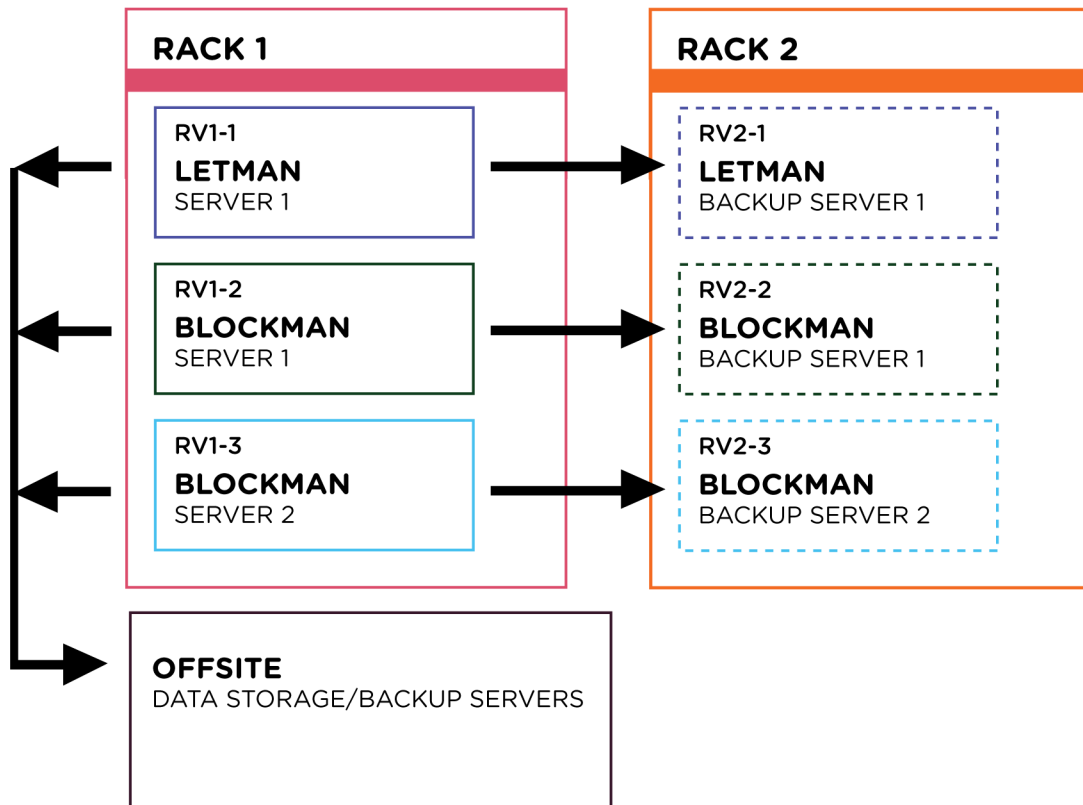 RACK 1
RV1-1
LETMAN
SERVER 1
RV1-2
BLOCKMAN
SERVER 1
RV1-3
BLOCKMAN
SERVER 2
RACK 2
RV2-1
LETMAN
BACKUP SERVER 1
RV2-2
BLOCKMAN
BACKUP SERVER 1
RV2-3
BLOCKMAN
BACKUP SERVER 2
OFFSITE
DATA STORAGE/BACKUP SERVERS